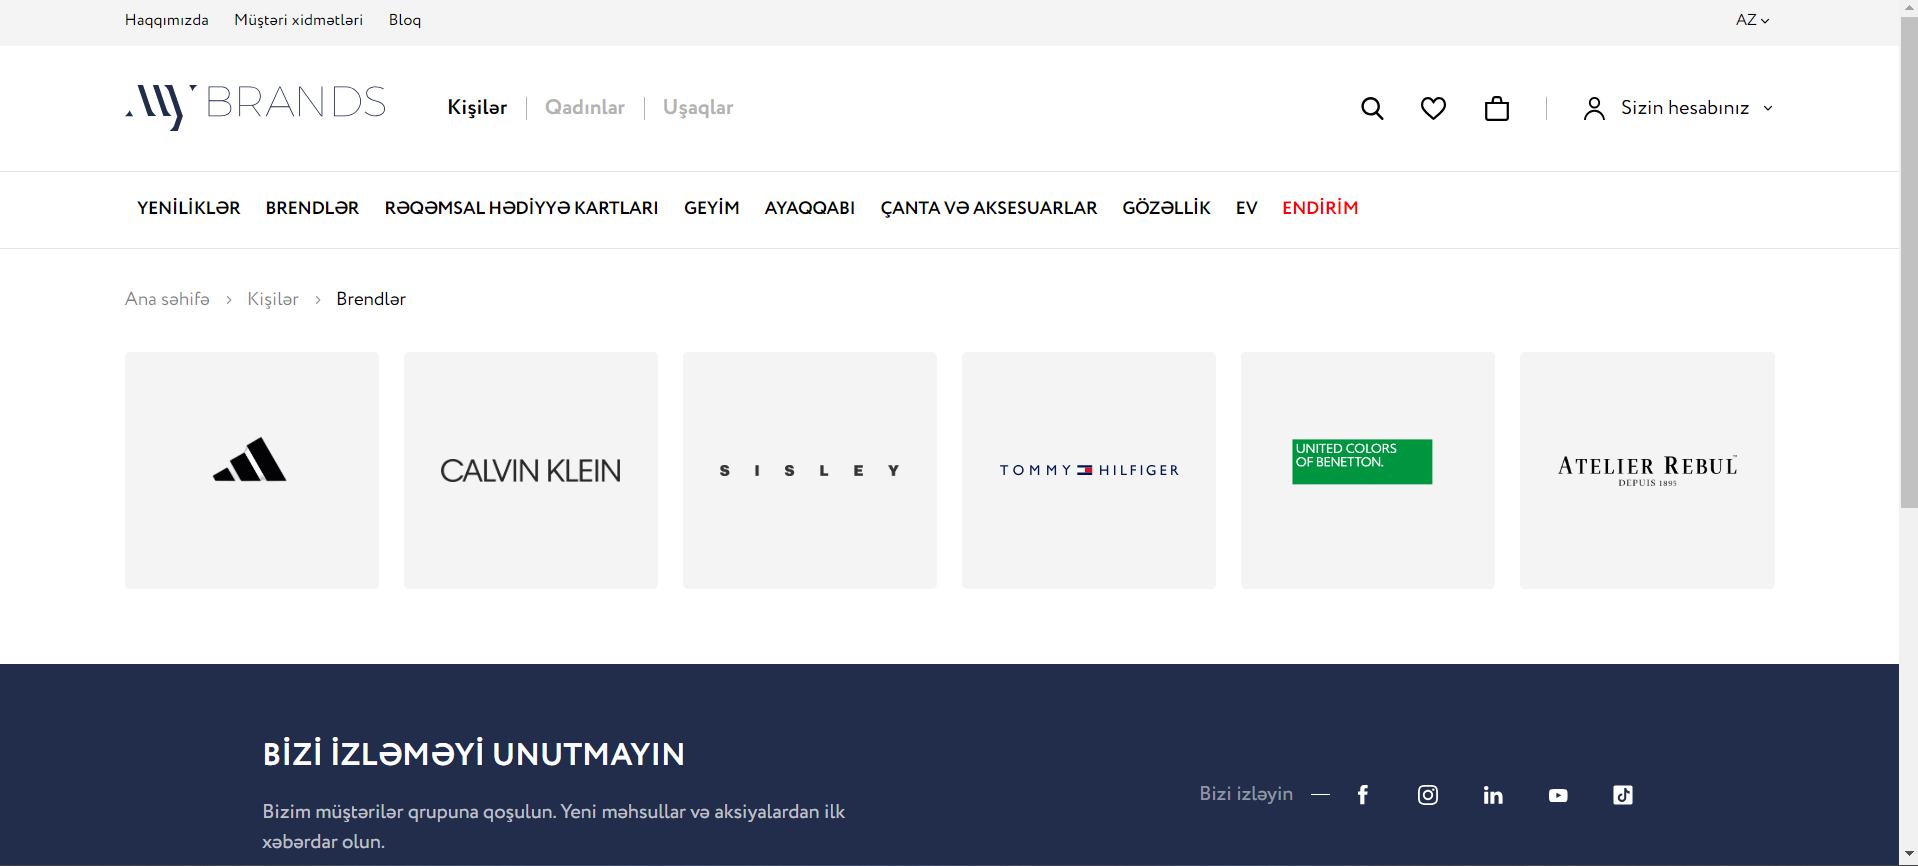 Haqqımızda Müştəri xidmətləri Bloq AZ
My BRANDS Kişilər Qadınlar Uşaqlar Sizin hesabınız
YENİLİKLƏR BRENDLƏR RƏQƏMSAL HƏDİYYƏ KARTLARI GEYİM AYAQQABI ÇANTA VƏ AKSESUARLAR GÖZƏLLİK EV ENDİRİM
Ana səhifə > Kişilər > Brendlər
CALVIN KLEIN
SISLEY
TOMMY HILFIGER
UNITED COLORS
OF BENETTON.
ATELIER REBUL™
DEPUIS 1895
BİZİ İZLƏMƏYİ UNUTMAYIN
Bizim müştərilər qrupuna qoşulun. Yeni məhsullar və aksiyalardan ilk
xəbərdar olun.
Bizi izləyin —